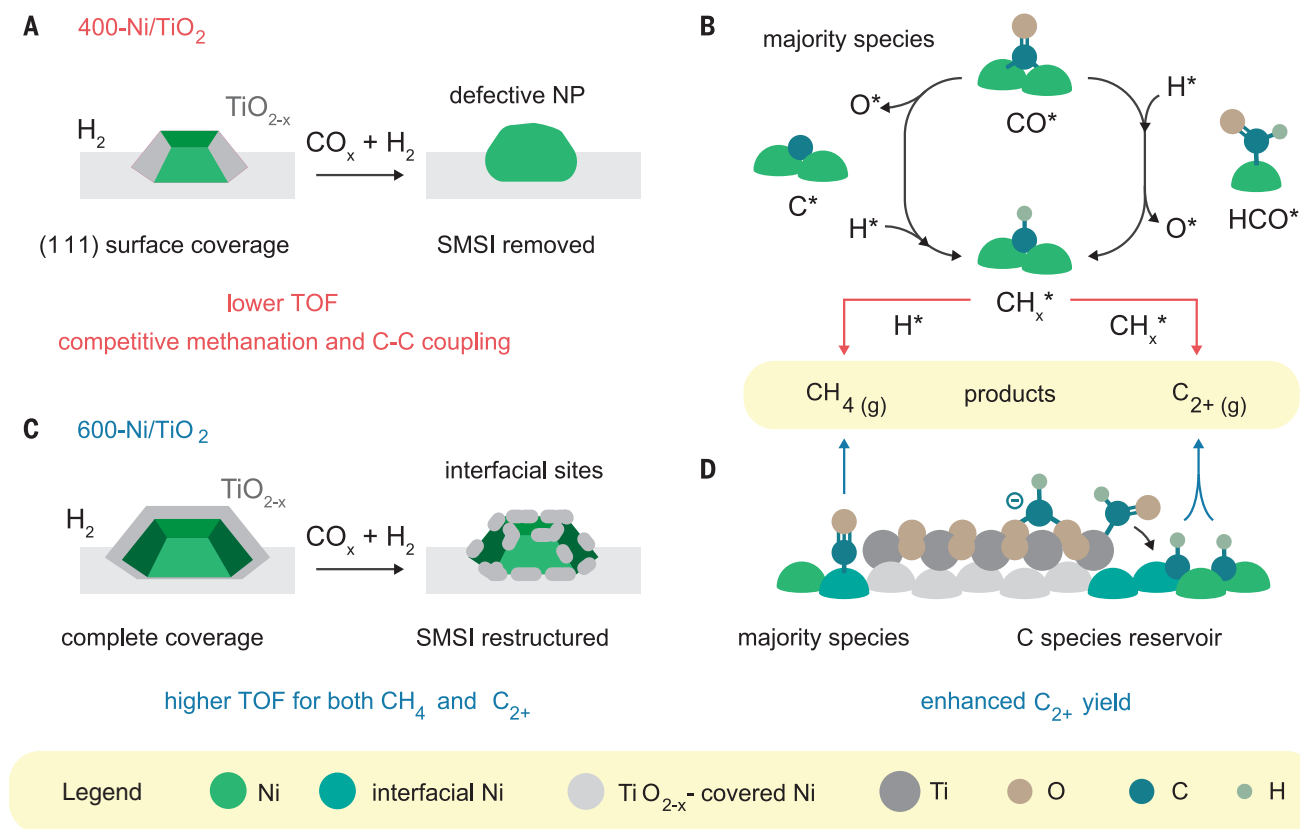 A 400-Ni/TiO2
H2
TiO2-x
COx + H2
defective NP
(111) surface coverage
SMSI removed
lower TOF
competitive methanation and C-C coupling
B majority species
CO*
O*
H*
C*
HCO*
H*
O*
CHx*
H*
CHx*
CH4 (g)
products
C2+ (g)
C 600-Ni/TiO2
H2
TiO2-x
COx + H2
interfacial sites
complete coverage
SMSI restructured
higher TOF for both CH4 and C2+
D
⊖
majority species
C species reservoir
enhanced C2+ yield
Legend Ni interfacial Ni TiO2-x- covered Ni Ti O C H